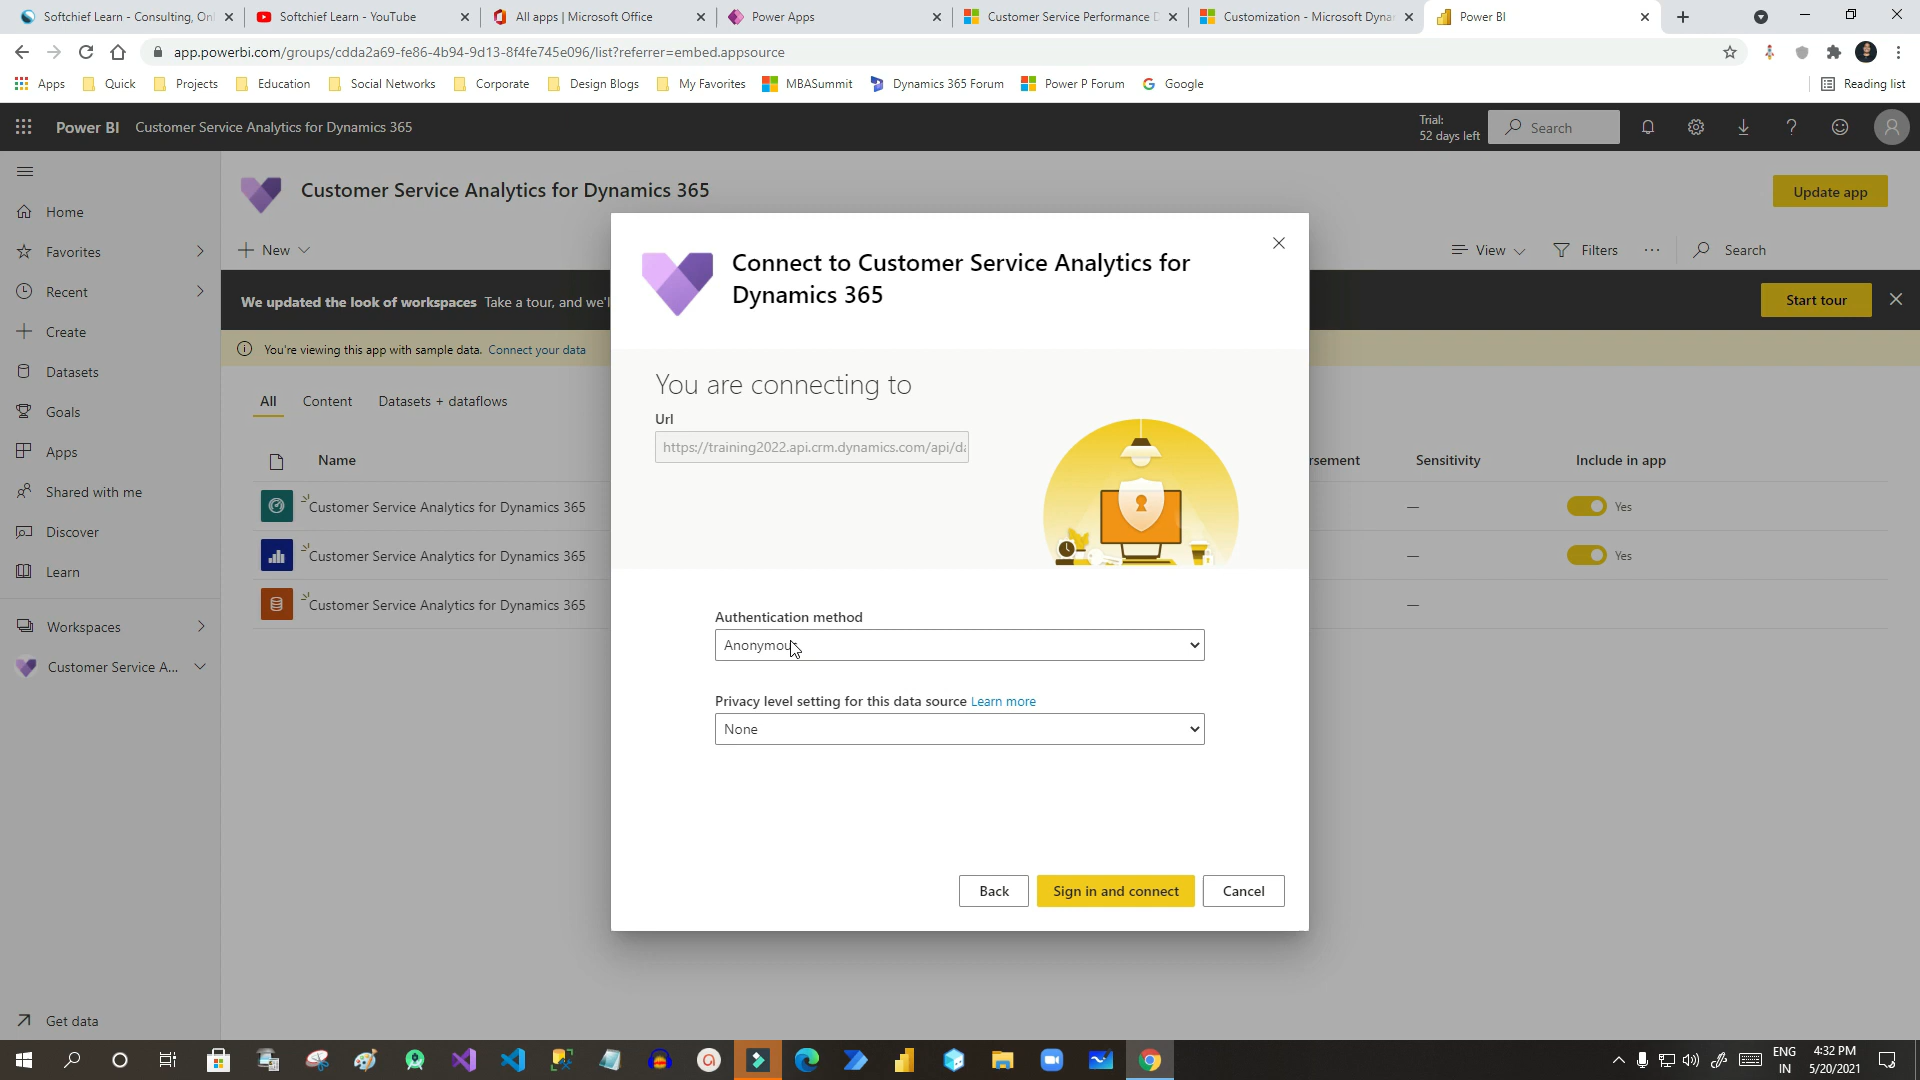 Softchief Learn - Consulting, Onl
Softchief Learn - YouTube
All apps | Microsoft Office
Power Apps
Customer Service Performance D
Customization - Microsoft Dynam
Power BI
app.powerbi.com/groups/cdda2a69-fe86-4b94-9d13-8f4fe745e096/list?referrer=embed.appsource
Apps
Quick
Projects
Education
Social Networks
Corporate
Design Blogs
My Favorites
MBASummit
Dynamics 365 Forum
Power P Forum
Google
Reading list
Power BI
Customer Service Analytics for Dynamics 365
Trial:
52 days left
Search
Home
Favorites
Recent
Create
Datasets
Goals
Apps
Shared with me
Discover
Learn
Workspaces
Customer Service A...
Get data
Customer Service Analytics for Dynamics 365
Update app
New
View
Filters
Search
We updated the look of workspaces Take a tour, and we'l
Start tour
You're viewing this app with sample data. Connect your data
All
Content
Datasets + dataflows
Name
rsement
Sensitivity
Include in app
Customer Service Analytics for Dynamics 365
—
Yes
Customer Service Analytics for Dynamics 365
—
Yes
Customer Service Analytics for Dynamics 365
—
Connect to Customer Service Analytics for
Dynamics 365
You are connecting to
Url
https://training2022.api.crm.dynamics.com/api/da
Authentication method
Anonymous
Privacy level setting for this data source Learn more
None
Back
Sign in and connect
Cancel
ENG
IN
4:32 PM
5/20/2021